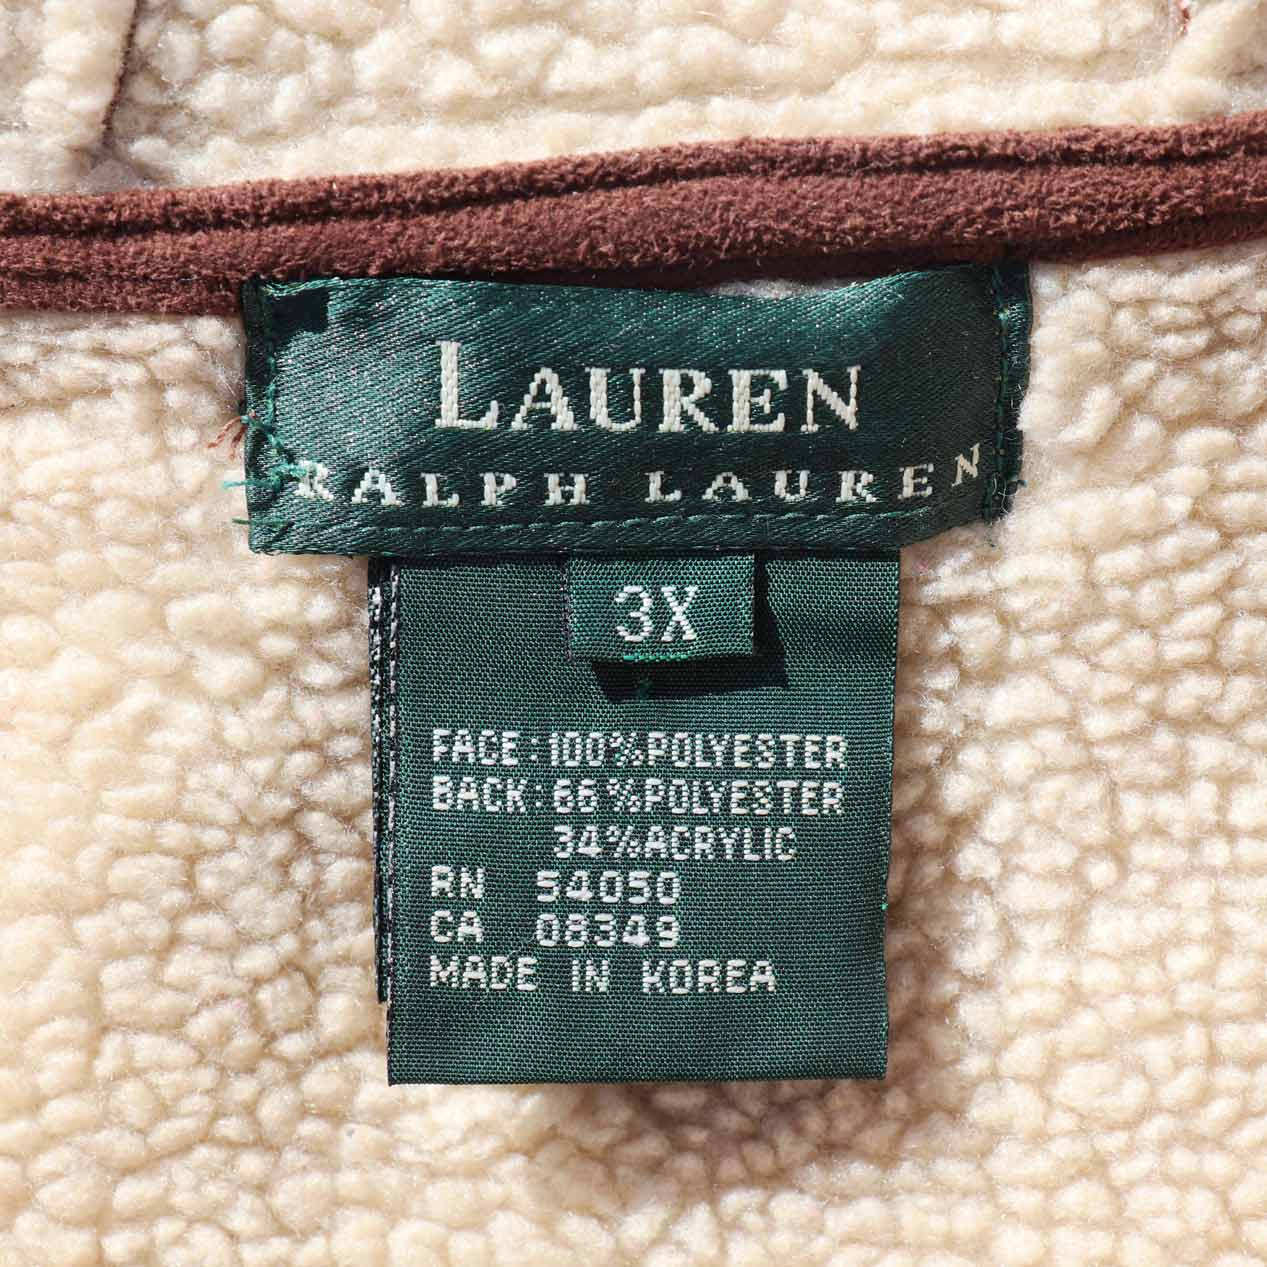 LAUREN
RALPH LAUREN
3X
FACE: 100%POLYESTER
BACK: 66%POLYESTER
34%ACRYLIC
RN 54050
CA 08349
MADE IN KOREA